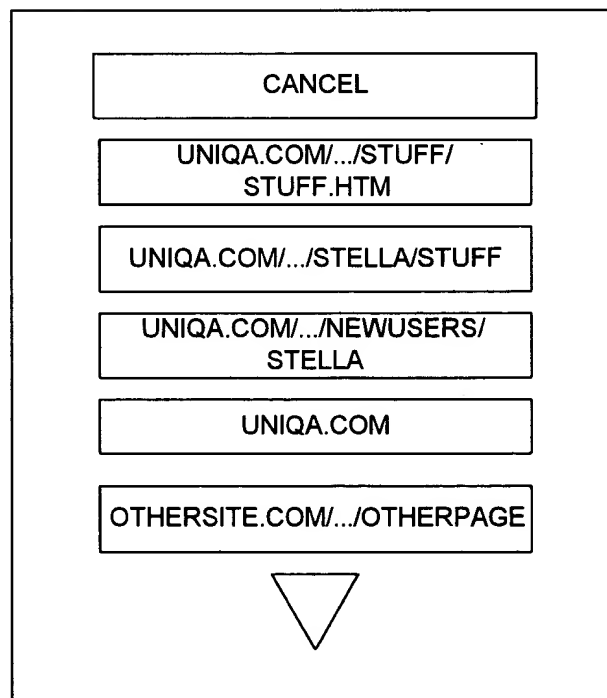 CANCEL
UNIQA.COM/.../STUFF/
STUFF.HTM
UNIQA.COM/.../STELLA/STUFF
UNIQA.COM/.../NEWUSERS/
STELLA
UNIQA.COM
OTHERSITE.COM/.../OTHERPAGE